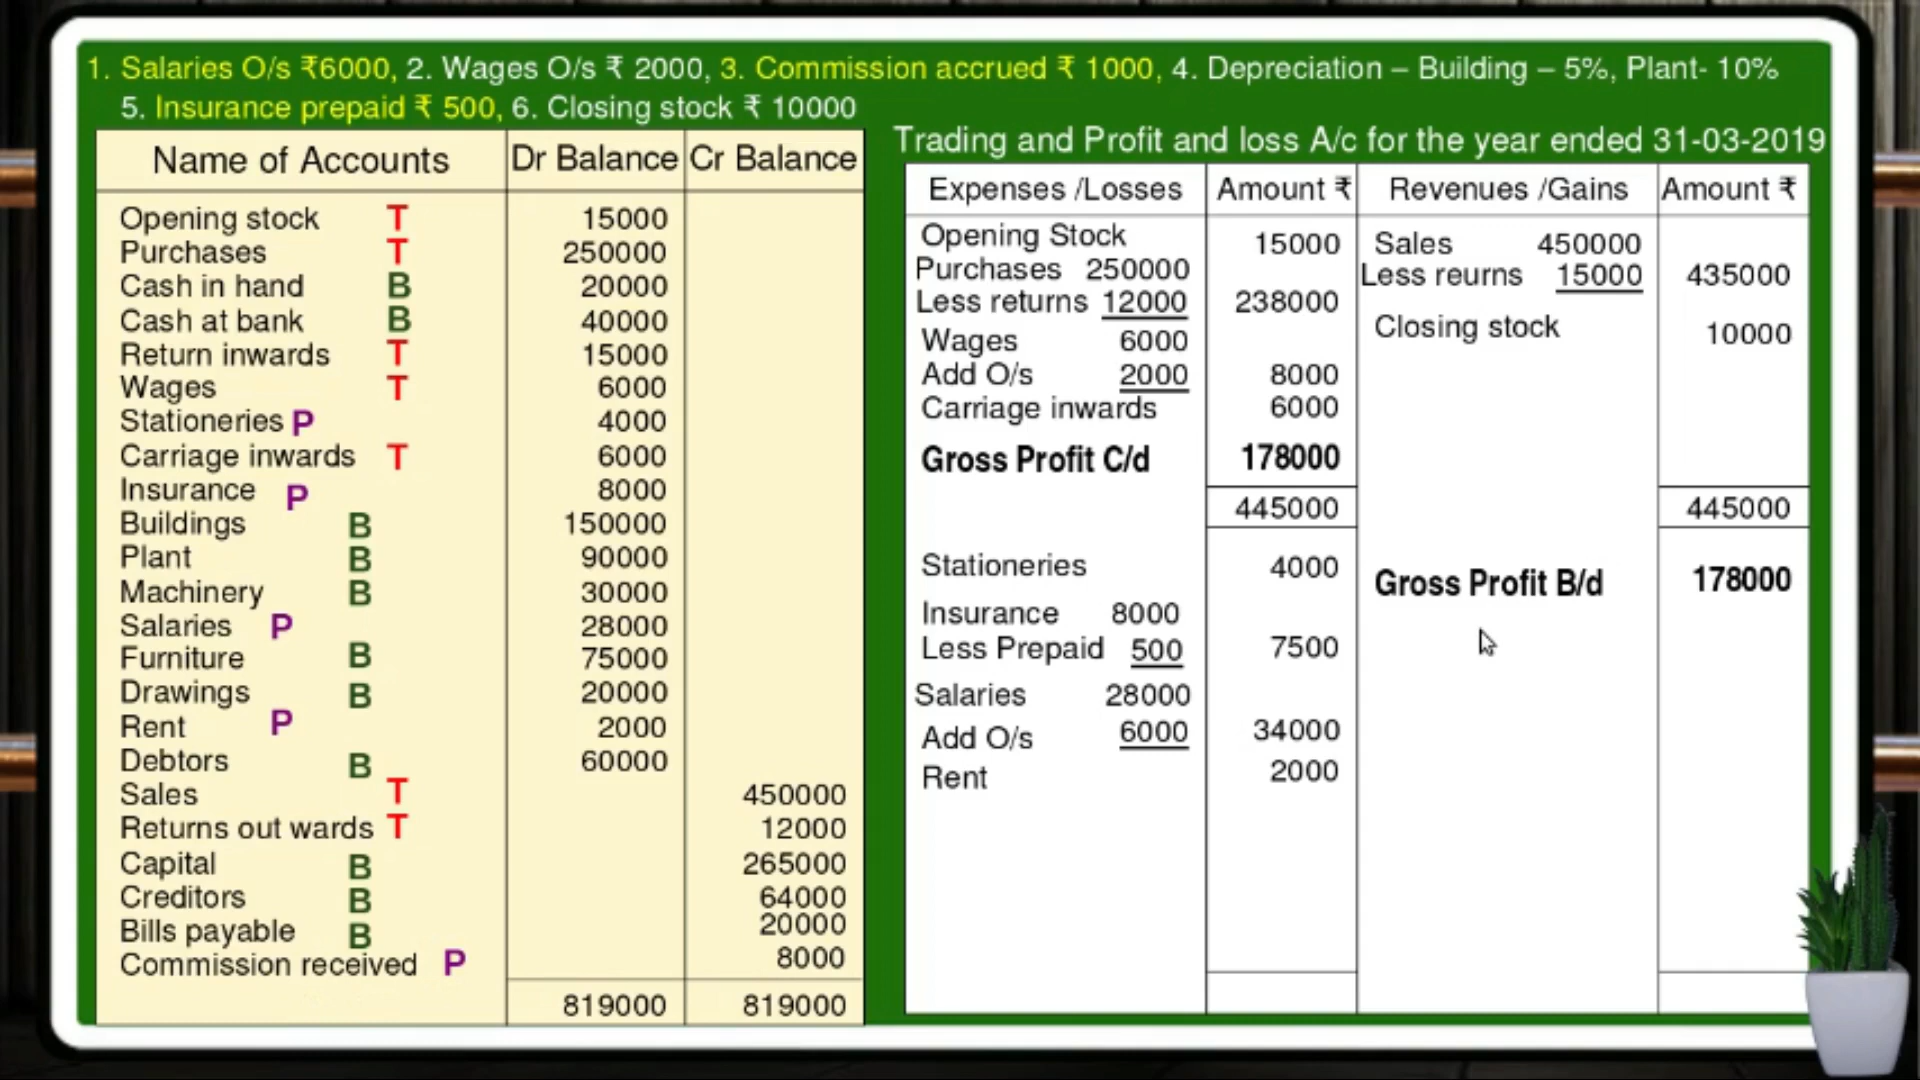 1. Salaries O/s ₹6000, 2. Wages O/s ₹ 2000, 3. Commission accrued ₹ 1000, 4. Depreciation – Building – 5%, Plant- 10%
5. Insurance prepaid ₹ 500, 6. Closing stock ₹ 10000
Name of Accounts Dr Balance Cr Balance
Opening stock T 15000
Purchases T 250000
Cash in hand B 20000
Cash at bank B 40000
Return inwards T 15000
Wages T 6000
Stationeries P 4000
Carriage inwards T 6000
Insurance P 8000
Buildings B 150000
Plant B 90000
Machinery B 30000
Salaries P 28000
Furniture B 75000
Drawings B 20000
Rent P 2000
Debtors B 60000
Sales T 450000
Returns out wards T 12000
Capital B 265000
Creditors B 64000
Bills payable B 20000
Commission received P 8000
819000 819000
Trading and Profit and loss A/c for the year ended 31-03-2019
Expenses /Losses Amount ₹ Revenues /Gains Amount ₹
Opening Stock 15000 Sales 450000
Purchases 250000 Less reurns 15000 435000
Less returns 12000 238000 Closing stock 10000
Wages 6000
Add O/s 2000 8000
Carriage inwards 6000
Gross Profit C/d 178000
445000 445000
Stationeries 4000 Gross Profit B/d 178000
Insurance 8000
Less Prepaid 500 7500
Salaries 28000
Add O/s 6000 34000
Rent 2000